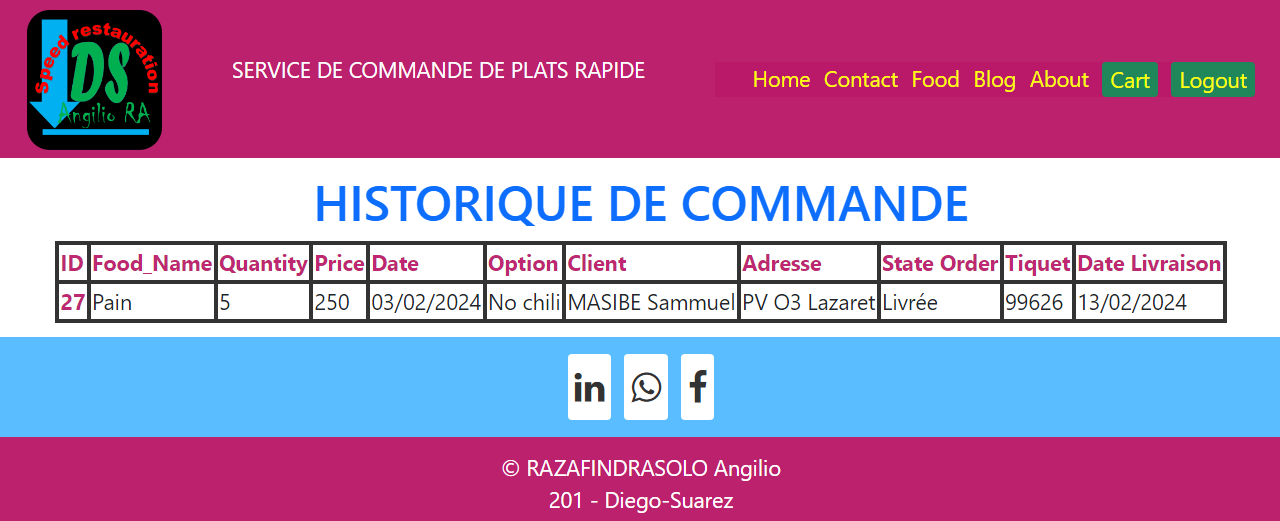 Speed restauration
DS
Angilio RA
SERVICE DE COMMANDE DE PLATS RAPIDE
Home Contact Food Blog About Cart Logout
HISTORIQUE DE COMMANDE
ID Food_Name Quantity Price Date Option Client Adresse State Order Tiquet Date Livraison
27 Pain 5 250 03/02/2024 No chili MASIBE Sammuel PV O3 Lazaret Livrée 99626 13/02/2024
in f
© RAZAFINDRASOLO Angilio
201 - Diego-Suarez